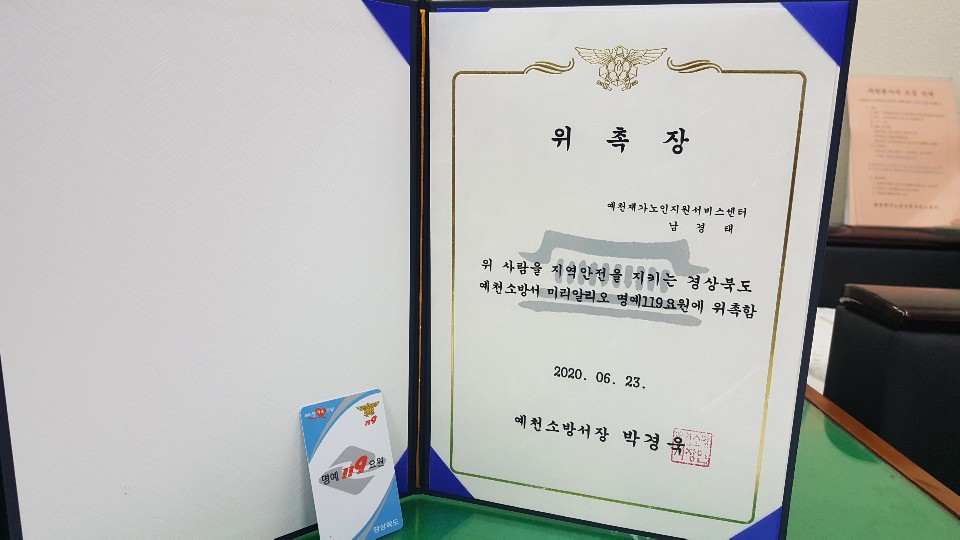 위 촉 장
예천재가노인지원서비스센터
남 경 태
위 사람을 지역안전을 지키는 경상북도
예천소방서 미리알리오 명예119요원에 위촉함
2020. 06. 23.
예천소방서장 박경욱
119
명예 119요원
경상북도